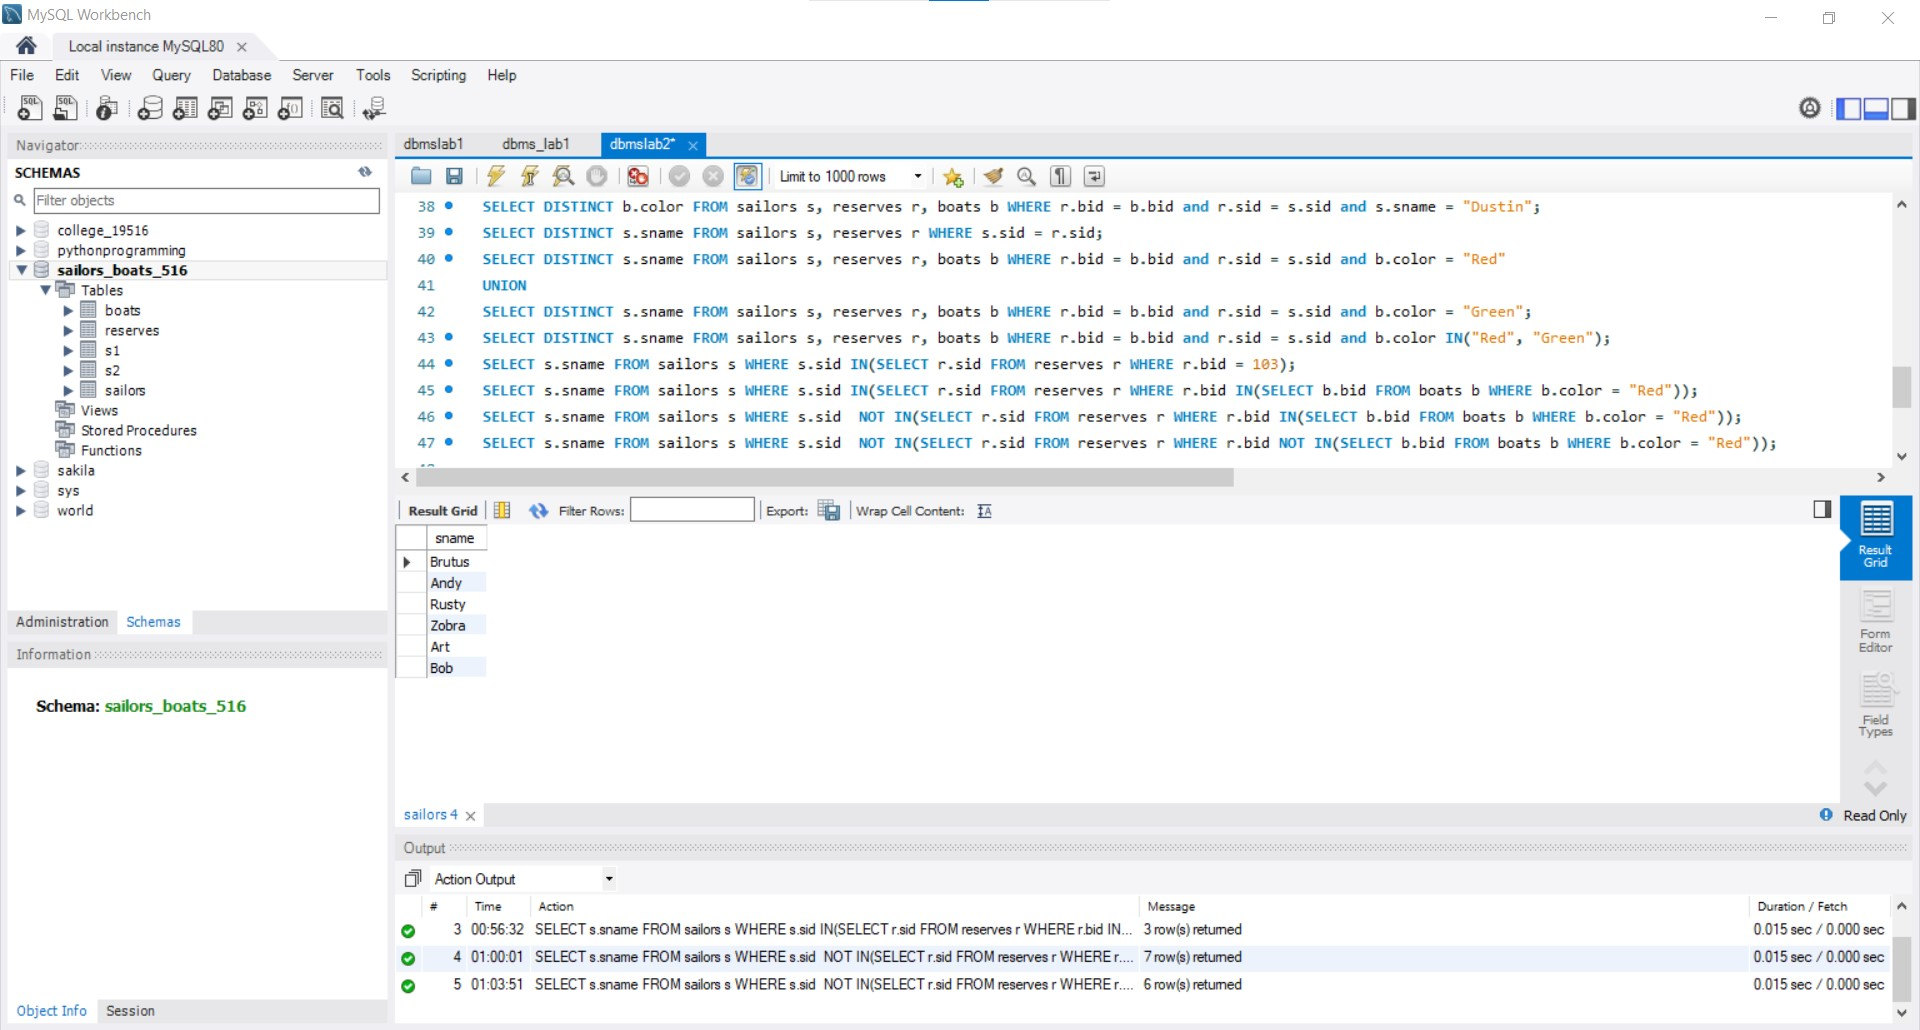 MySQL Workbench
Local instance MySQL80
File Edit View Query Database Server Tools Scripting Help
Navigator
SCHEMAS
Filter objects
college_19516
pythonprogramming
sailors_boats_516
Tables
boats
reserves
s1
s2
sailors
Views
Stored Procedures
Functions
sakila
sys
world
Administration Schemas
Information
Schema: sailors_boats_516
Object Info Session
dbmslab1 dbms_lab1 dbmslab2*
Limit to 1000 rows
38 SELECT DISTINCT b.color FROM sailors s, reserves r, boats b WHERE r.bid = b.bid and r.sid = s.sid and s.sname = "Dustin";
39 SELECT DISTINCT s.sname FROM sailors s, reserves r WHERE s.sid = r.sid;
40 SELECT DISTINCT s.sname FROM sailors s, reserves r, boats b WHERE r.bid = b.bid and r.sid = s.sid and b.color = "Red"
41 UNION
42 SELECT DISTINCT s.sname FROM sailors s, reserves r, boats b WHERE r.bid = b.bid and r.sid = s.sid and b.color = "Green";
43 SELECT DISTINCT s.sname FROM sailors s, reserves r, boats b WHERE r.bid = b.bid and r.sid = s.sid and b.color IN("Red", "Green");
44 SELECT s.sname FROM sailors s WHERE s.sid IN(SELECT r.sid FROM reserves r WHERE r.bid = 103);
45 SELECT s.sname FROM sailors s WHERE s.sid IN(SELECT r.sid FROM reserves r WHERE r.bid IN(SELECT b.bid FROM boats b WHERE b.color = "Red"));
46 SELECT s.sname FROM sailors s WHERE s.sid  NOT IN(SELECT r.sid FROM reserves r WHERE r.bid IN(SELECT b.bid FROM boats b WHERE b.color = "Red"));
47 SELECT s.sname FROM sailors s WHERE s.sid  NOT IN(SELECT r.sid FROM reserves r WHERE r.bid NOT IN(SELECT b.bid FROM boats b WHERE b.color = "Red"));
Result Grid Filter Rows: Export: Wrap Cell Content:
sname
Brutus
Andy
Rusty
Zobra
Art
Bob
Result Grid
Form Editor
Field Types
sailors 4
Read Only
Output
Action Output
# Time Action Message Duration / Fetch
3 00:56:32 SELECT s.sname FROM sailors s WHERE s.sid IN(SELECT r.sid FROM reserves r WHERE r.bid IN... 3 row(s) returned 0.015 sec / 0.000 sec
4 01:00:01 SELECT s.sname FROM sailors s WHERE s.sid  NOT IN(SELECT r.sid FROM reserves r WHERE r.... 7 row(s) returned 0.015 sec / 0.000 sec
5 01:03:51 SELECT s.sname FROM sailors s WHERE s.sid  NOT IN(SELECT r.sid FROM reserves r WHERE r.... 6 row(s) returned 0.015 sec / 0.000 sec